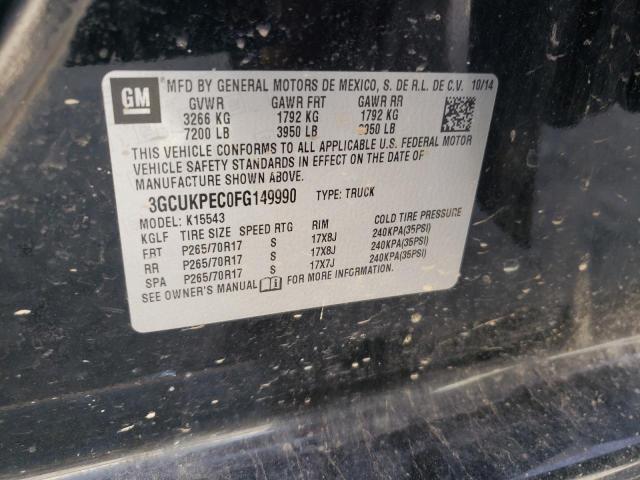 GM
MFD BY GENERAL MOTORS DE MEXICO, S. DE R.L. DE C.V. 10/14
GVWR GAWR FRT GAWR RR
3266 KG 1792 KG 1792 KG
7200 LB 3950 LB 3950 LB
THIS VEHICLE CONFORMS TO ALL APPLICABLE U.S. FEDERAL MOTOR
VEHICLE SAFETY STANDARDS IN EFFECT ON THE DATE OF
MANUFACTURE SHOWN ABOVE.
3GCUKPEC0FG149990 TYPE: TRUCK
MODEL: K15543
KGLF TIRE SIZE SPEED RTG RIM COLD TIRE PRESSURE
FRT P265/70R17 S 17X8J 240KPA(35PSI)
RR P265/70R17 S 17X8J 240KPA(35PSI)
SPA P265/70R17 S 17X7J 240KPA(35PSI)
SEE OWNER'S MANUAL FOR MORE INFORMATION.